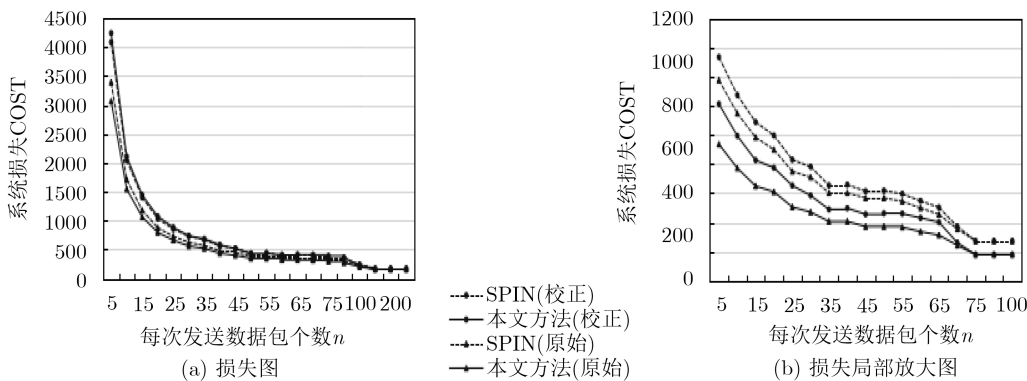 4500
4000
3500
3000
2500
2000
1500
1000
500
0
系统损失COST
5 15 25 35 45 55 65 75 100 200
每次发送数据包个数n
(a) 损失图
SPIN(校正)
本文方法(校正)
SPIN(原始)
本文方法(原始)
1200
1000
800
600
400
200
0
系统损失COST
5 15 25 35 45 55 65 75 100
每次发送数据包个数n
(b) 损失局部放大图